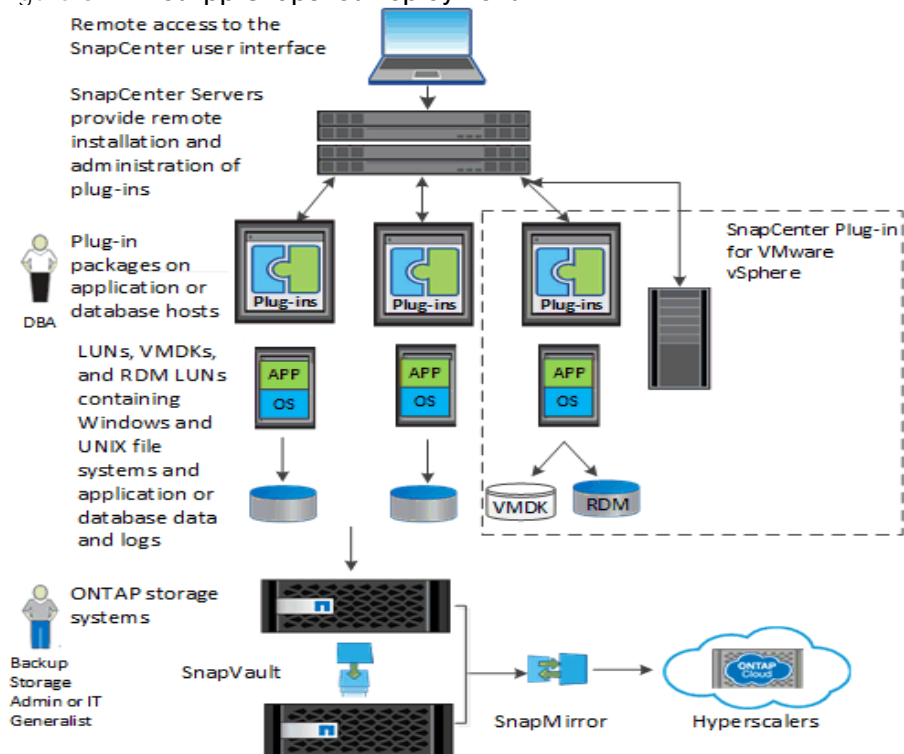 Remote access to the
SnapCenter user interface
SnapCenter Servers
provide remote
installation and
administration of
plug-ins
SnapCenter Plug-in
for VMware
vSphere
Plug-in
packages on
application or
database hosts
DBA
Plug-ins
Plug-ins
Plug-ins
LUNs, VMDKs,
and RDM LUNs
containing
Windows and
UNIX file
systems and
application or
database data
and logs
APP
OS
APP
OS
APP
OS
VMDK
RDM
ONTAP storage
systems
Backup
Storage
Admin or IT
Generalist
SnapVault
SnapMirror
ONTAP
Cloud
Hyperscalers